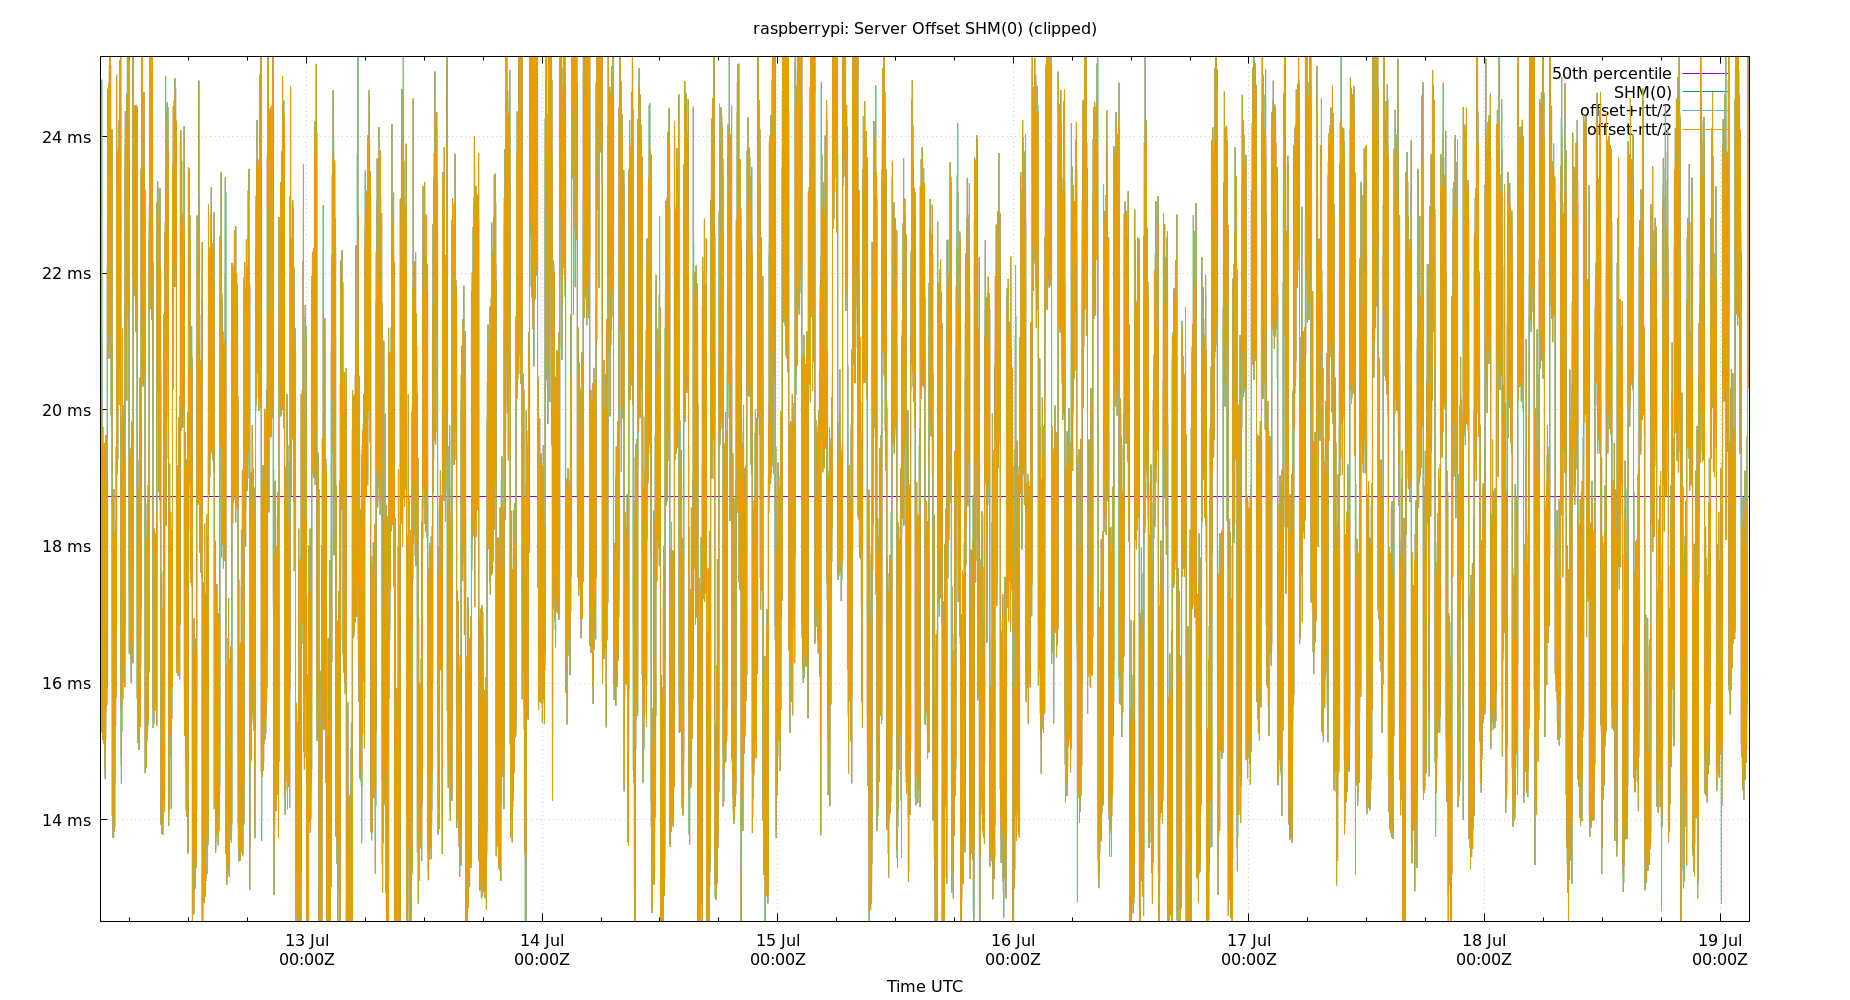 raspberrypi: Server Offset SHM(0) (clipped)
50th percentile
SHM(0)
offset+rtt/2
offset-rtt/2
24 ms
22 ms
20 ms
18 ms
16 ms
14 ms
13 Jul 14 Jul 15 Jul 16 Jul 17 Jul 18 Jul 19 Jul
00:00Z 00:00Z 00:00Z 00:00Z 00:00Z 00:00Z 00:00Z
Time UTC